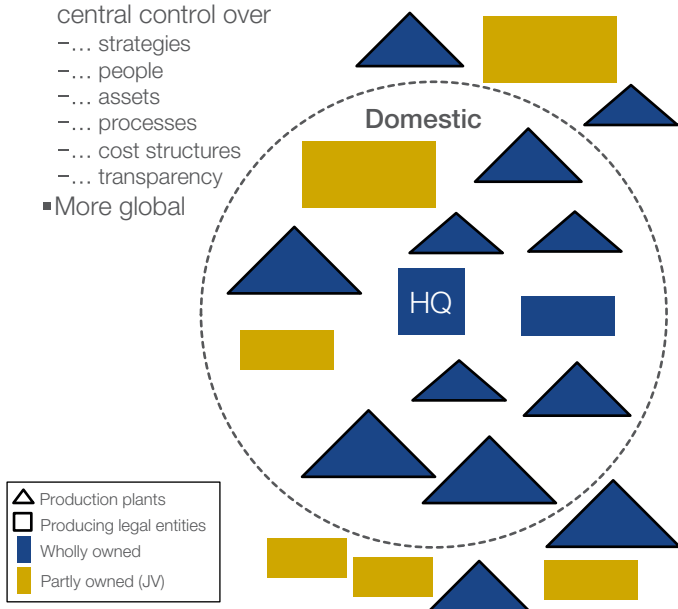 central control over
–… strategies
–… people
–… assets
–… processes
–… cost structures
–… transparency
▪More global
Domestic
HQ
Production plants
Producing legal entities
Wholly owned
Partly owned (JV)